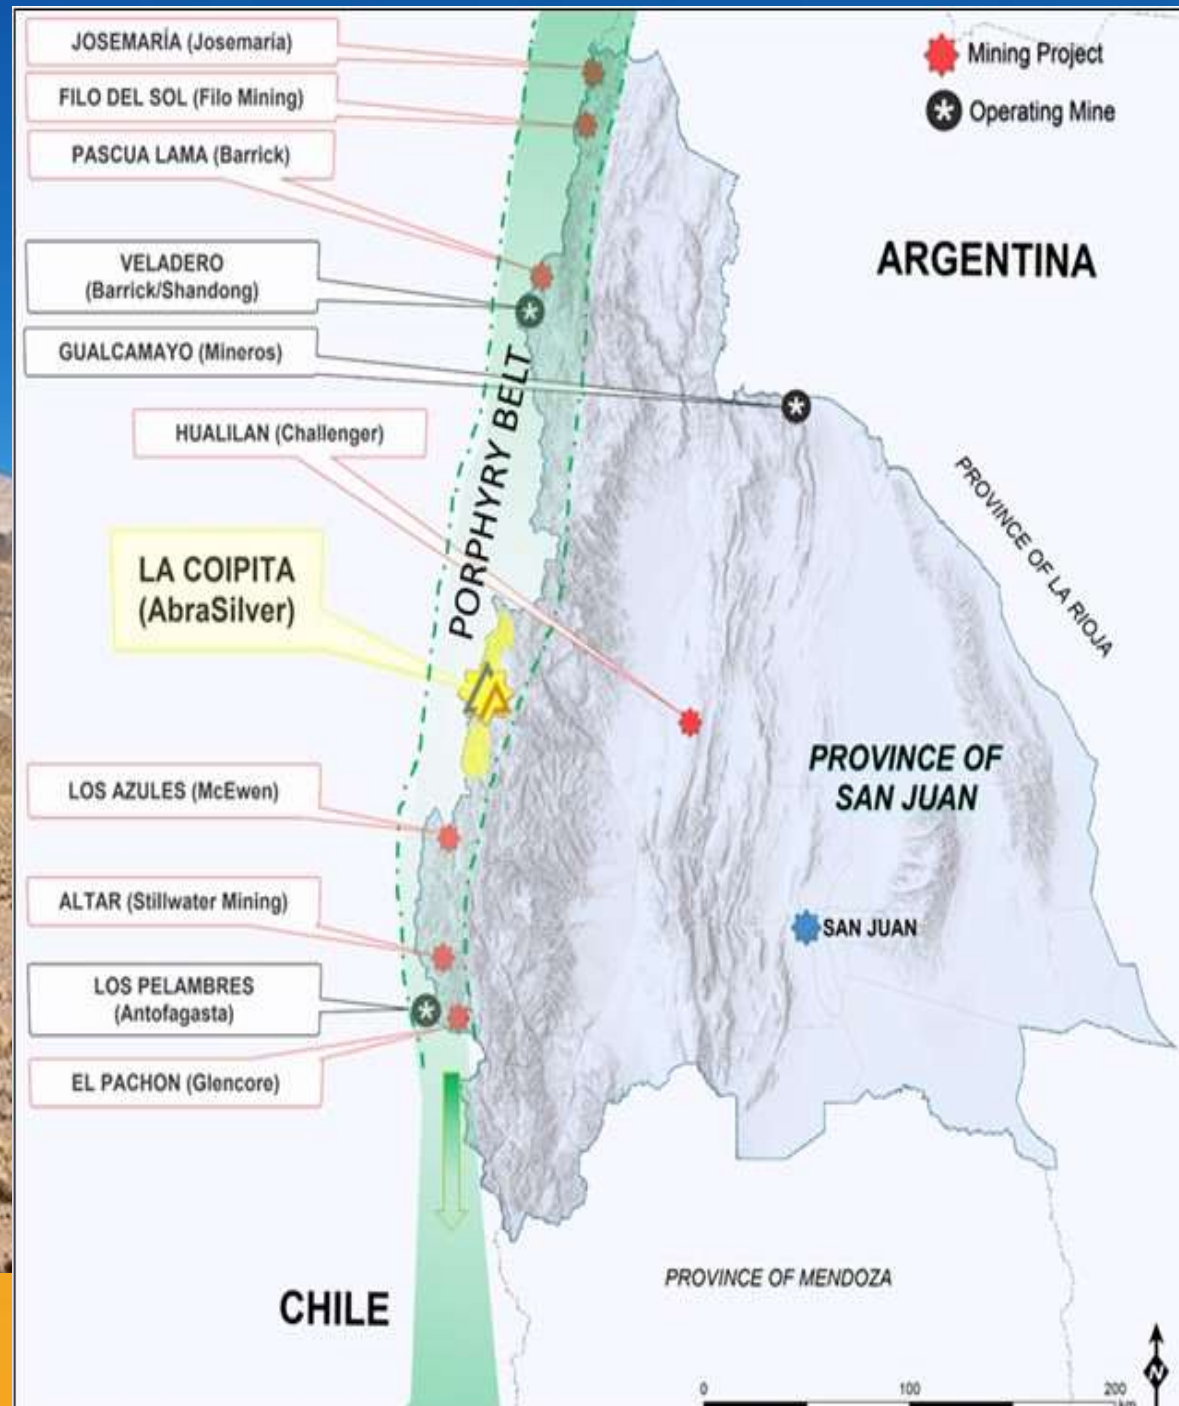 JOSEMARÍA (Josemaría)
Mining Project
FILO DEL SOL (Filo Mining)
Operating Mine
PASCUA LAMA (Barrick)
VELADERO
(Barrick/Shandong)
ARGENTINA
GUALCAMAYO (Mineros)
HUALILAN (Challenger)
PORPHYRY BELT
PROVINCE OF LA RIOJA
LA COIPITA
(AbraSilver)
PROVINCE OF
SAN JUAN
LOS AZULES (McEwen)
ALTAR (Stillwater Mining)
SAN JUAN
LOS PELAMBRES
(Antofagasta)
EL PACHON (Glencore)
PROVINCE OF MENDOZA
CHILE
N
0 100 200
km